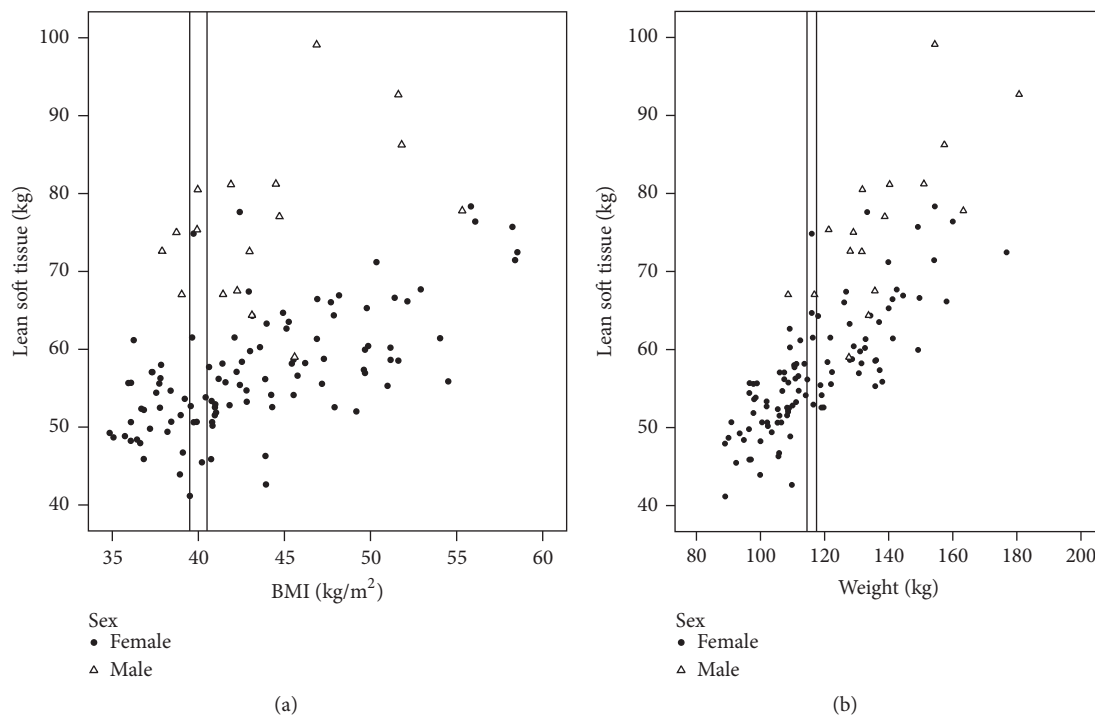 100
90
80
70
60
50
40
Lean soft tissue (kg)
35 40 45 50 55 60
BMI (kg/m²)
Sex
Female
Male
(a)
100
90
80
70
60
50
40
Lean soft tissue (kg)
80 100 120 140 160 180 200
Weight (kg)
Sex
Female
Male
(b)